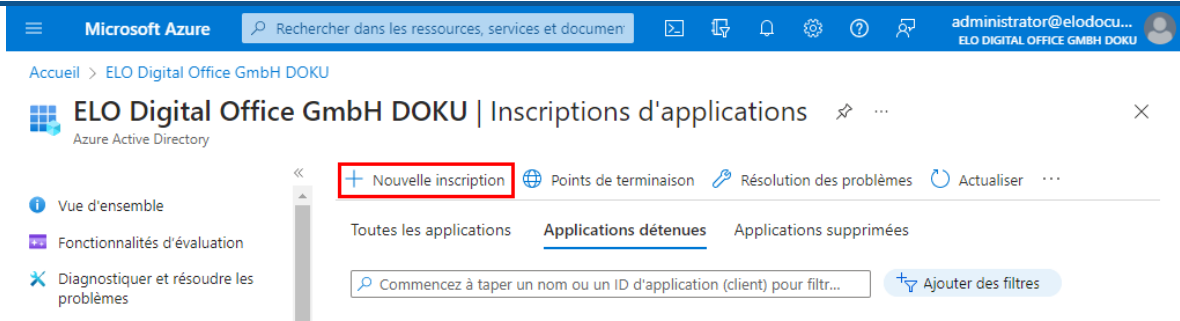 Microsoft Azure
Rechercher dans les ressources, services et documen
administrator@elodocu...
ELO DIGITAL OFFICE GMBH DOKU
Accueil > ELO Digital Office GmbH DOKU
ELO Digital Office GmbH DOKU | Inscriptions d'applications ...
Azure Active Directory
«
+ Nouvelle inscription Points de terminaison Résolution des problèmes Actualiser ...
Vue d'ensemble
Fonctionnalités d'évaluation
Diagnostiquer et résoudre les
problèmes
Toutes les applications Applications détenues Applications supprimées
Commencez à taper un nom ou un ID d'application (client) pour filtr...
Ajouter des filtres